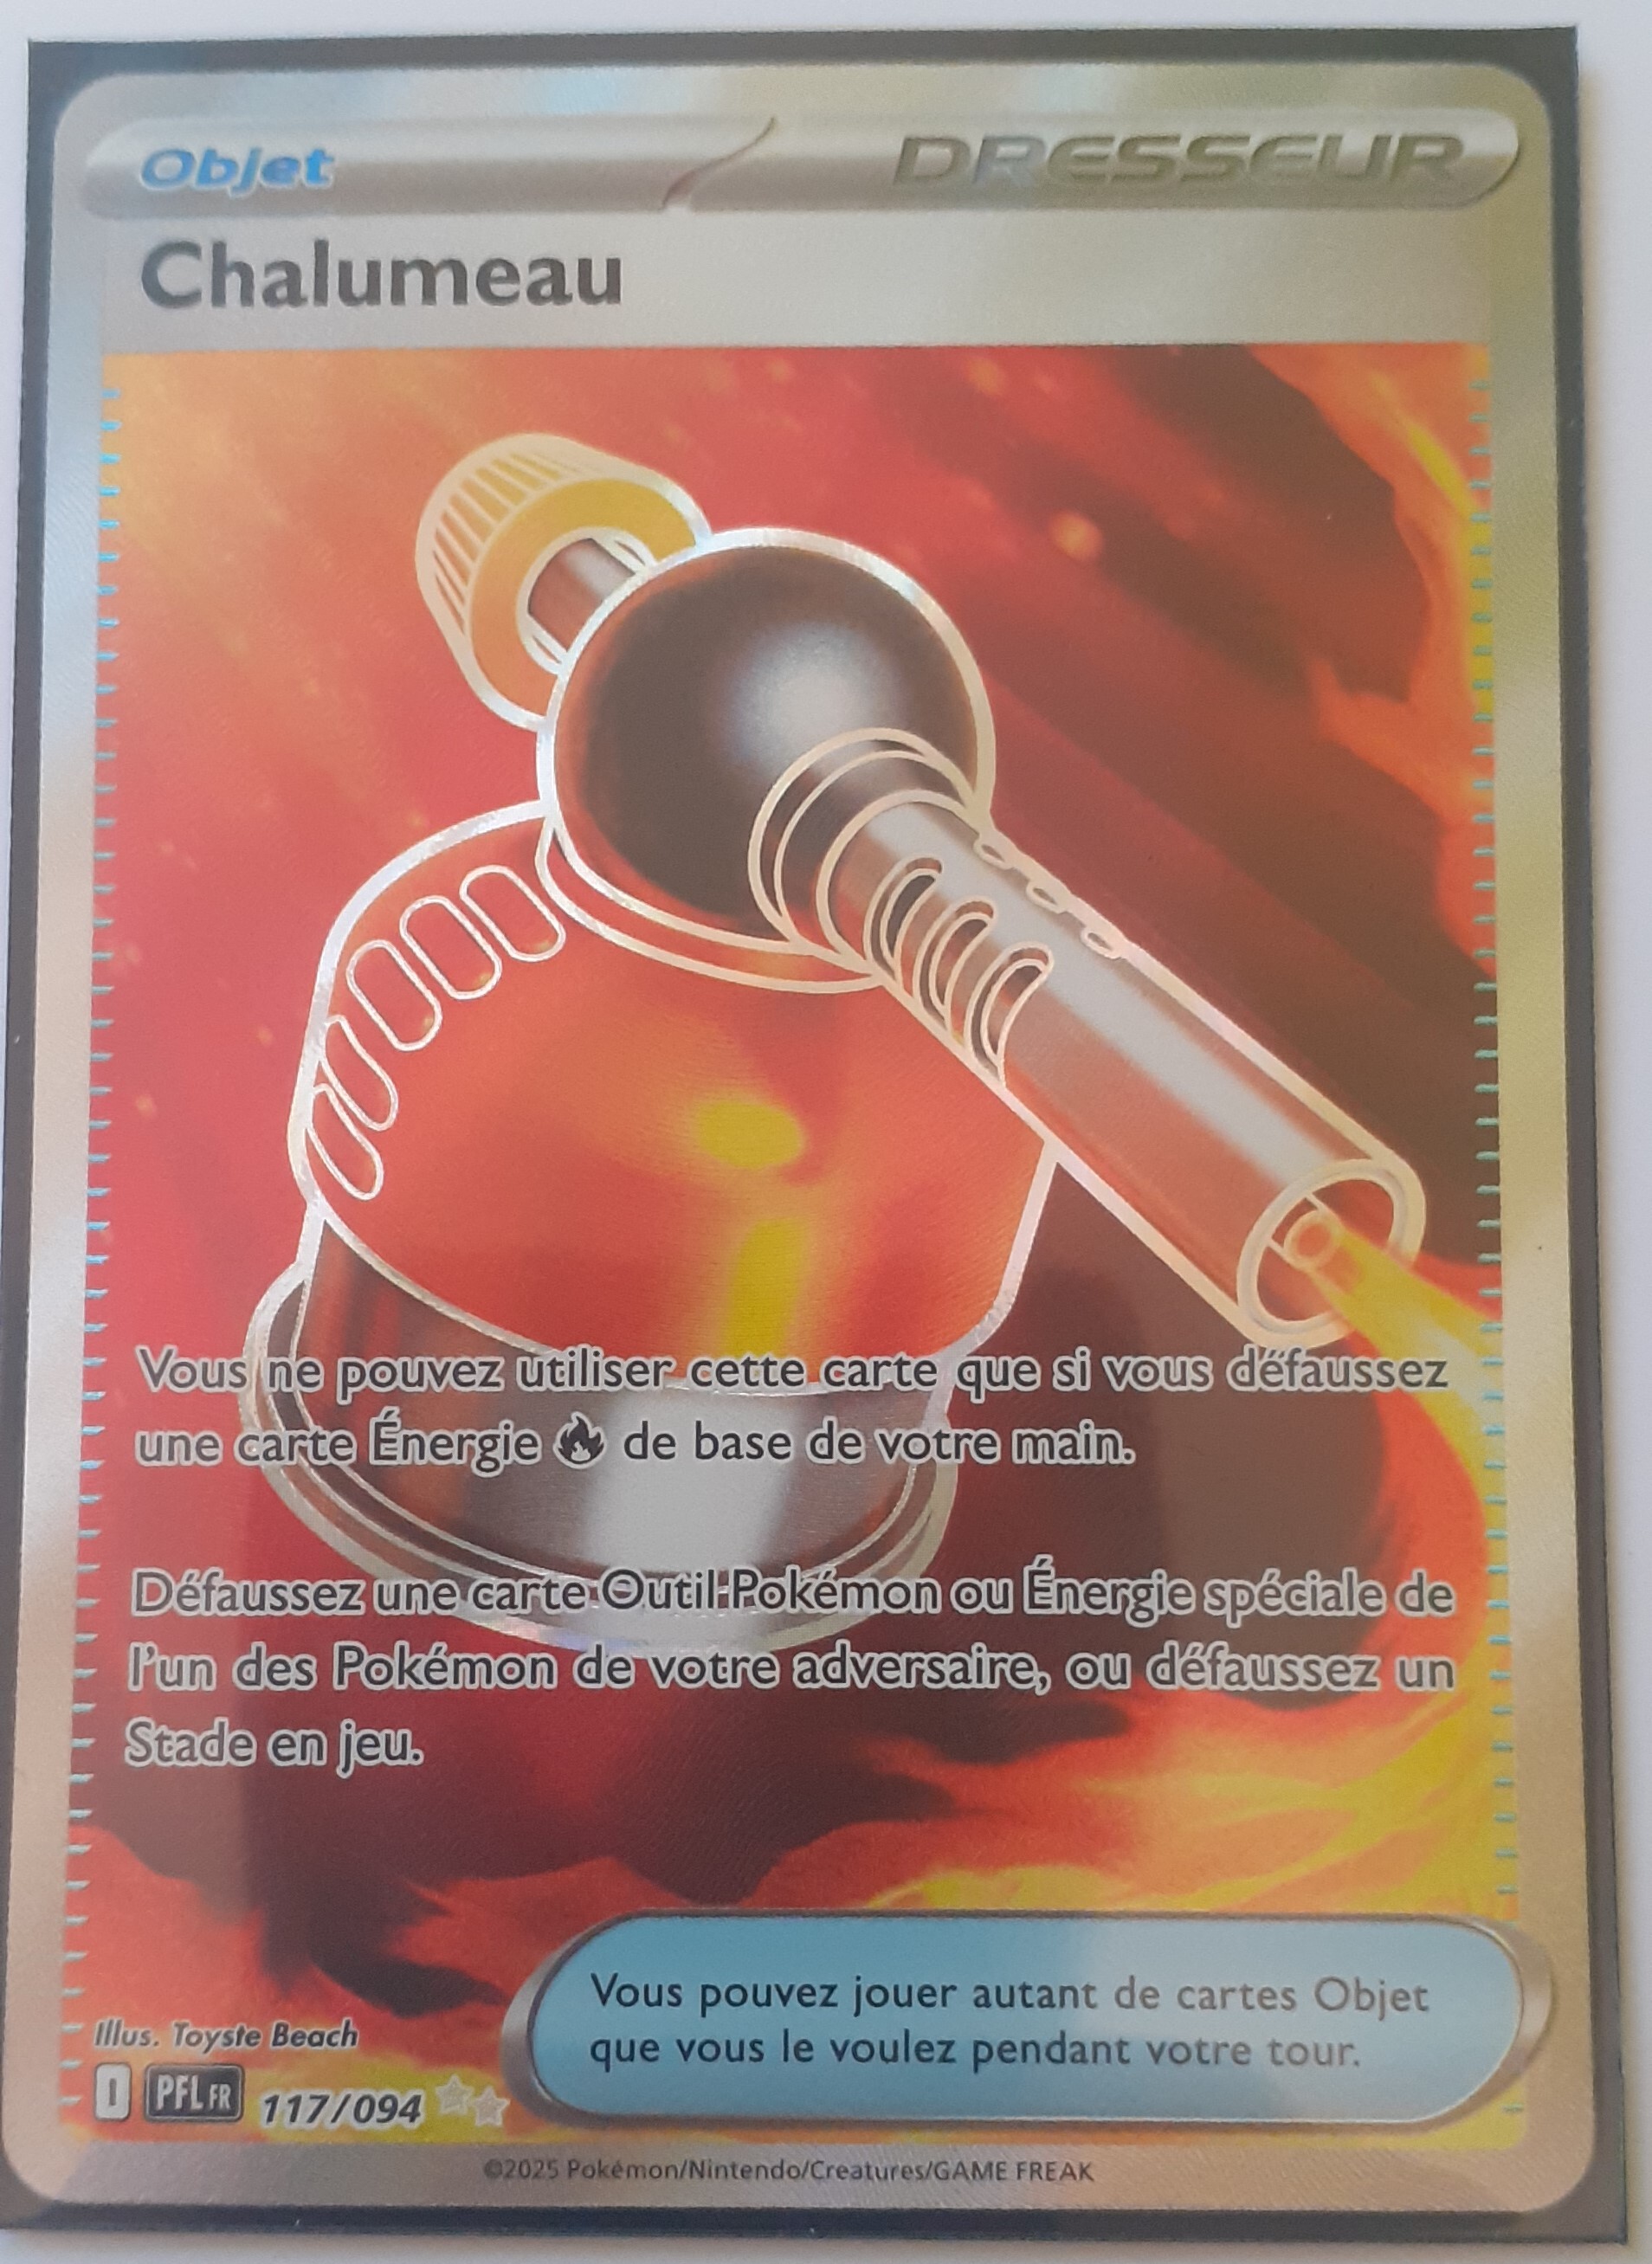 Objet
DRESSEUR
Chalumeau
Vous ne pouvez utiliser cette carte que si vous défaussez
une carte Énergie de base de votre main.
Défaussez une carte Outil Pokémon ou Énergie spéciale de
l'un des Pokémon de votre adversaire, ou défaussez un
Stade en jeu.
Vous pouvez jouer autant de cartes Objet
que vous le voulez pendant votre tour.
Illus. Toyste Beach
I PFL FR 117/094
©2025 Pokémon/Nintendo/Creatures/GAME FREAK